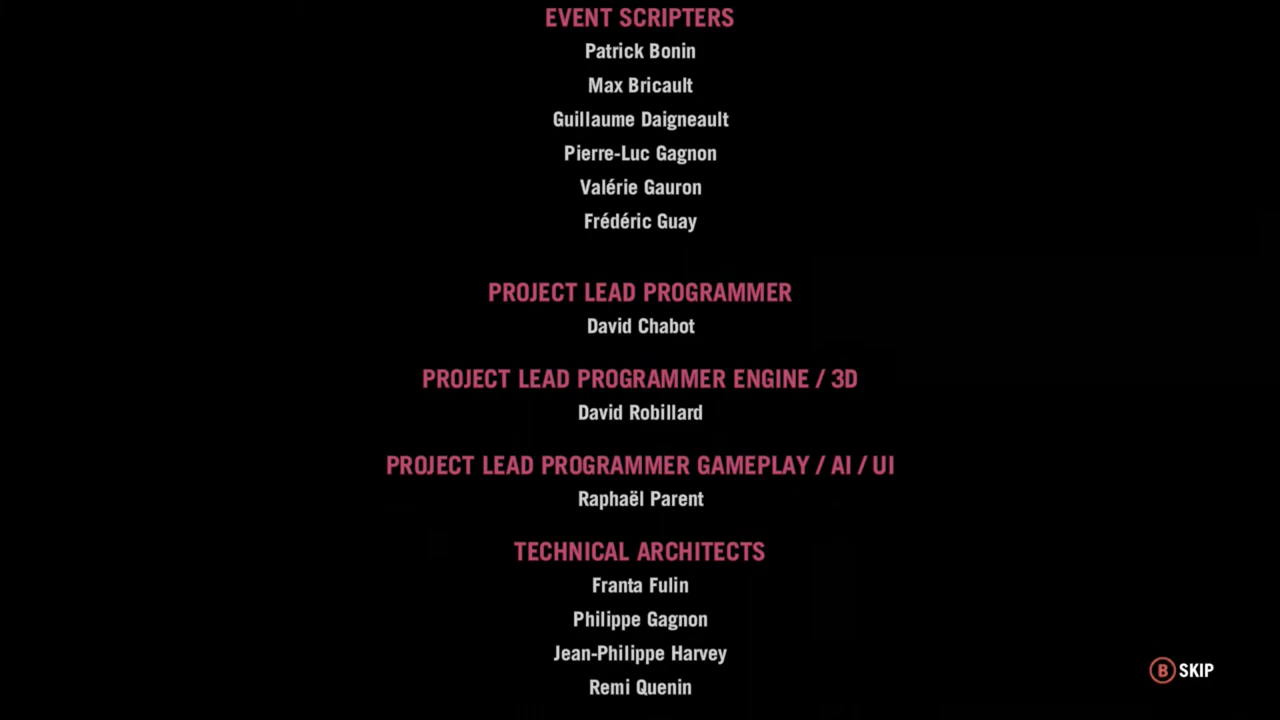 EVENT SCRIPTERS
Patrick Bonin
Max Bricault
Guillaume Daigneault
Pierre-Luc Gagnon
Valérie Gauron
Frédéric Guay
PROJECT LEAD PROGRAMMER
David Chabot
PROJECT LEAD PROGRAMMER ENGINE / 3D
David Robillard
PROJECT LEAD PROGRAMMER GAMEPLAY / AI / UI
Raphaël Parent
TECHNICAL ARCHITECTS
Franta Fulin
Philippe Gagnon
Jean-Philippe Harvey
Remi Quenin
B SKIP